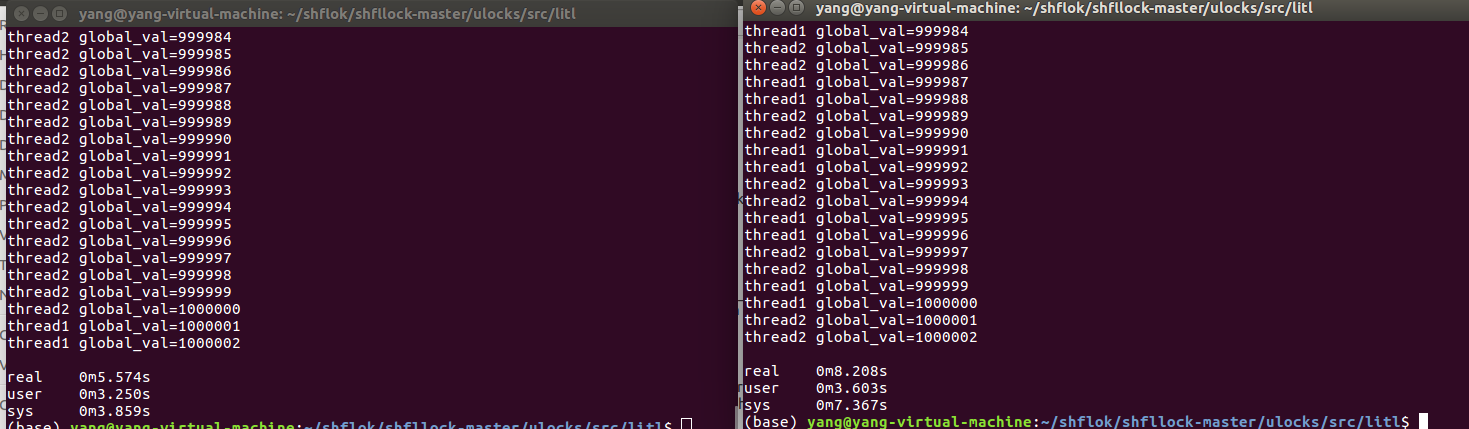 yang@yang-virtual-machine: ~/shflok/shfllock-master/ulocks/src/litl
thread2 global_val=999984
thread2 global_val=999985
thread2 global_val=999986
thread2 global_val=999987
thread2 global_val=999988
thread2 global_val=999989
thread2 global_val=999990
thread2 global_val=999991
thread2 global_val=999992
thread2 global_val=999993
thread2 global_val=999994
thread2 global_val=999995
thread2 global_val=999996
thread2 global_val=999997
thread2 global_val=999998
thread2 global_val=999999
thread2 global_val=1000000
thread1 global_val=1000001
thread1 global_val=1000002
real 0m5.574s
user 0m3.250s
sys 0m3.859s
(base) yang@yang-virtual-machine:~/shflok/shfllock-master/ulocks/src/litl$
yang@yang-virtual-machine: ~/shflok/shfllock-master/ulocks/src/litl
thread1 global_val=999984
thread2 global_val=999985
thread2 global_val=999986
thread1 global_val=999987
thread1 global_val=999988
thread2 global_val=999989
thread2 global_val=999990
thread1 global_val=999991
thread1 global_val=999992
thread2 global_val=999993
thread2 global_val=999994
thread1 global_val=999995
thread1 global_val=999996
thread2 global_val=999997
thread2 global_val=999998
thread1 global_val=999999
thread1 global_val=1000000
thread2 global_val=1000001
thread2 global_val=1000002
real 0m8.208s
user 0m3.603s
sys 0m7.367s
(base) yang@yang-virtual-machine:~/shflok/shfllock-master/ulocks/src/litl$